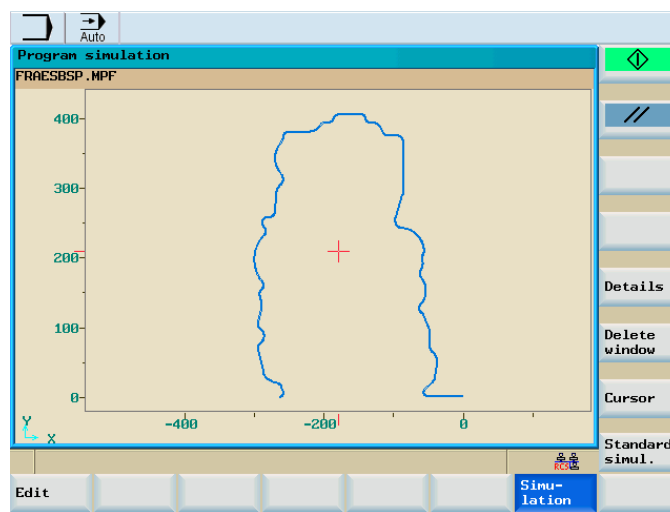 Auto
Program simulation
FRAESBSP.MPF
400-
300-
200-
100-
0-
-400
-200
0
Y
X
Details
Delete
window
Cursor
Standard
simul.
RCS
Edit
Simu-
lation